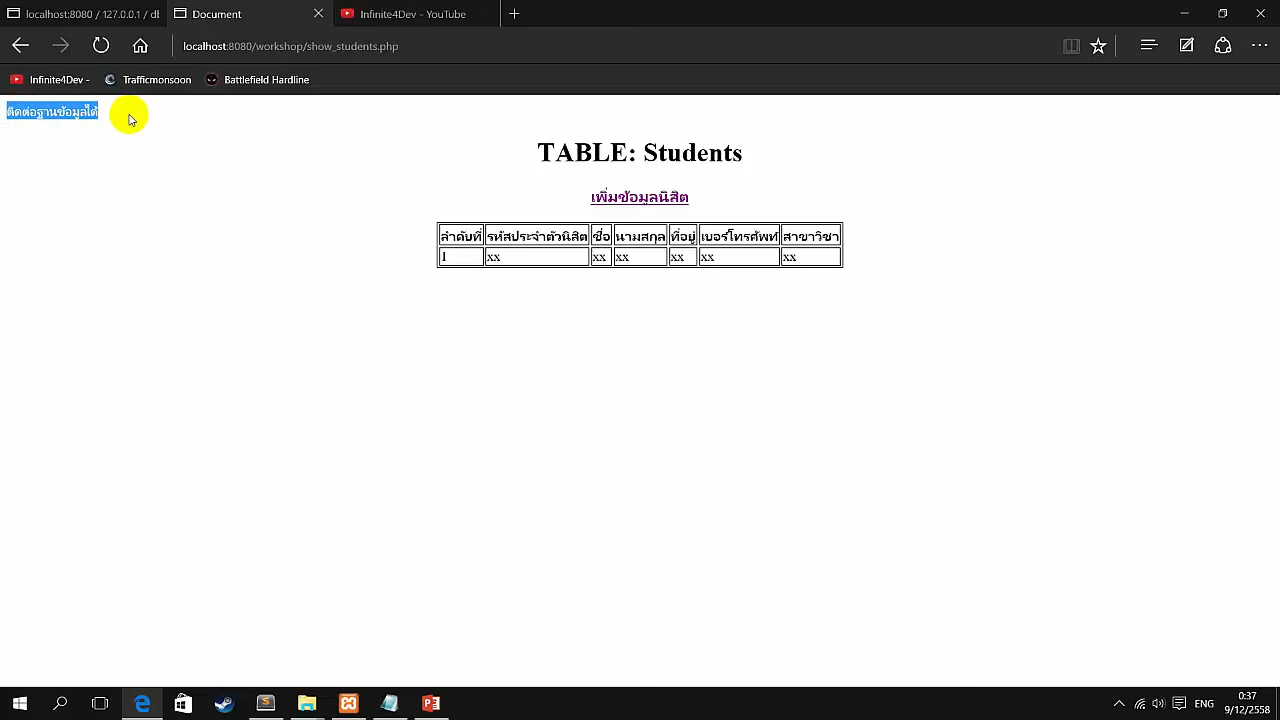 localhost:8080 / 127.0.0.1 / dl
Document
Infinite4Dev - YouTube
localhost:8080/workshop/show_students.php
Infinite4Dev -
Trafficmonsoon
Battlefield Hardline
ติดต่อฐานข้อมูลได้
TABLE: Students
เพิ่มข้อมูลนิสิต
ลำดับที่ รหัสประจำตัวนิสิต ชื่อ นามสกุล ที่อยู่ เบอร์โทรศัพท์ สาขาวิชา
1 xx xx xx xx xx xx
ENG
0:37
9/12/2558